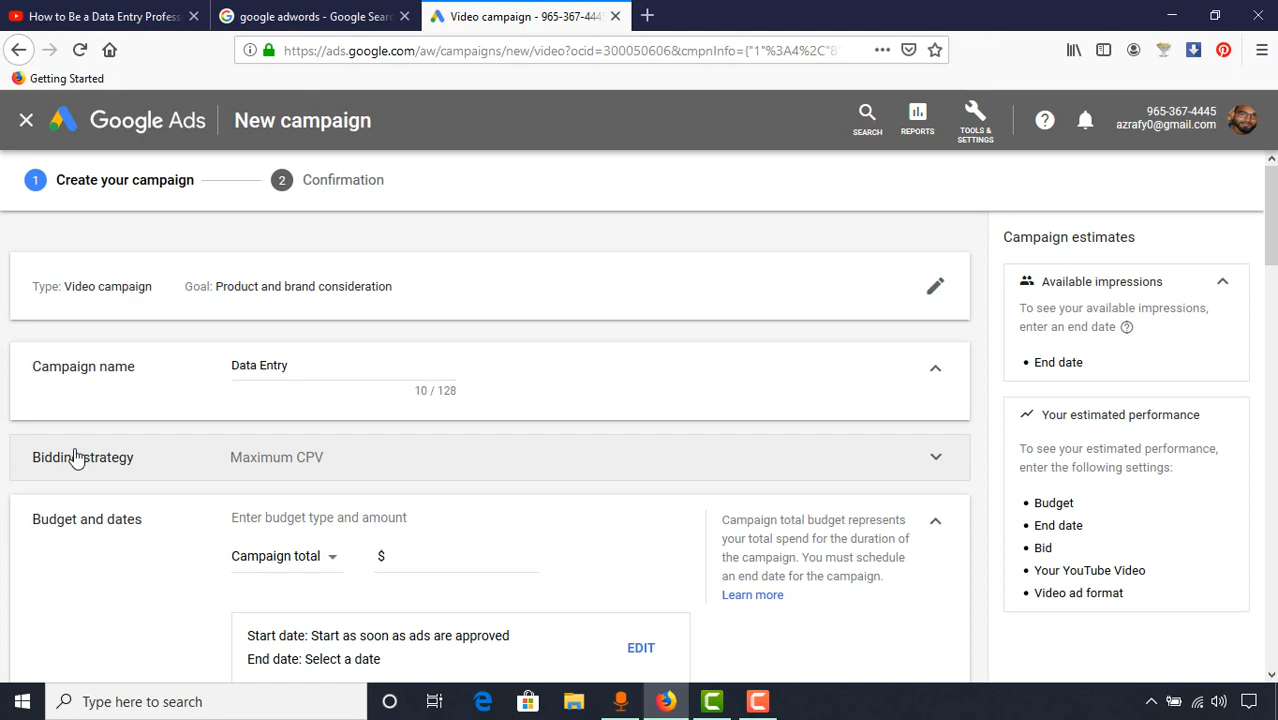 How to Be a Data Entry Profess
google adwords - Google Sear
Video campaign - 965-367-444
https://ads.google.com/aw/campaigns/new/video?ocid=300050606&cmpnInfo={"1"%3A4%2C"8"
Getting Started
Google Ads
New campaign
SEARCH
REPORTS
TOOLS &
SETTINGS
965-367-4445
azrafy0@gmail.com
1 Create your campaign
2 Confirmation
Type: Video campaign Goal: Product and brand consideration
Campaign name
Data Entry
10 / 128
Bidding strategy
Maximum CPV
Budget and dates
Enter budget type and amount
Campaign total
$
Campaign total budget represents
your total spend for the duration of
the campaign. You must schedule
an end date for the campaign.
Learn more
Start date: Start as soon as ads are approved
End date: Select a date
EDIT
Campaign estimates
Available impressions
To see your available impressions,
enter an end date
• End date
Your estimated performance
To see your estimated performance,
enter the following settings:
• Budget
• End date
• Bid
• Your YouTube Video
• Video ad format
Type here to search